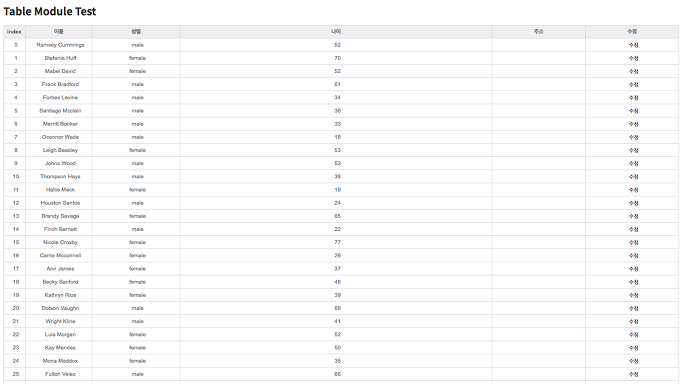 Table Module Test
index 이름 성별 나이 주소 수정
0 Ramsey Cummings male 52 수정
1 Stefanie Huff female 70 수정
2 Mabel David female 52 수정
3 Frank Bradford male 61 수정
4 Forbes Levine male 34 수정
5 Santiago Mcclain male 38 수정
6 Merritt Booker male 33 수정
7 Oconnor Wade male 18 수정
8 Leigh Beasley female 53 수정
9 Johns Wood male 52 수정
10 Thompson Hays male 38 수정
11 Hallie Mack female 19 수정
12 Houston Santos male 24 수정
13 Brandy Savage female 65 수정
14 Finch Barnett male 22 수정
15 Nicole Crosby female 77 수정
16 Carrie Mcconnell female 26 수정
17 Ann James female 37 수정
18 Becky Sanford female 48 수정
19 Kathryn Rios female 39 수정
20 Dotson Vaughn male 68 수정
21 Wright Kline male 41 수정
22 Lula Morgan female 52 수정
23 Kay Mendez female 50 수정
24 Mona Maddox female 35 수정
25 Fulton Velez male 66 수정